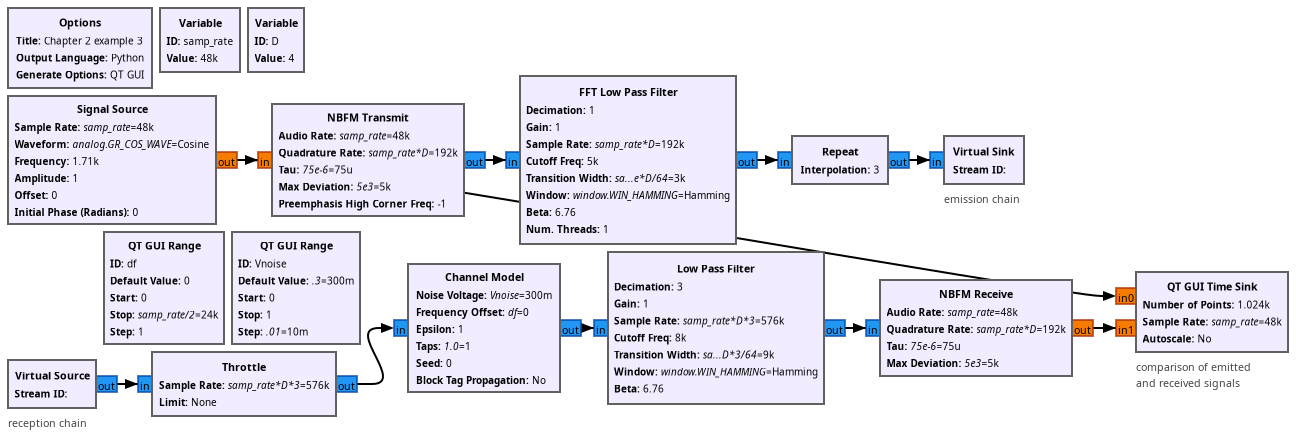 Options
Title: Chapter 2 example 3
Output Language: Python
Generate Options: QT GUI
Variable
ID: samp_rate
Value: 48k
Variable
ID: D
Value: 4
Signal Source
Sample Rate: samp_rate=48k
Waveform: analog.GR_COS_WAVE=Cosine
Frequency: 1.71k
Amplitude: 1
Offset: 0
Initial Phase (Radians): 0
out
in
NBFM Transmit
Audio Rate: samp_rate=48k
Quadrature Rate: samp_rate*D=192k
Tau: 75e-6=75u
Max Deviation: 5e3=5k
Preemphasis High Corner Freq: -1
out
in
FFT Low Pass Filter
Decimation: 1
Gain: 1
Sample Rate: samp_rate*D=192k
Cutoff Freq: 5k
Transition Width: sa...e*D/64=3k
Window: window.WIN_HAMMING=Hamming
Beta: 6.76
Num. Threads: 1
out
in
Repeat
Interpolation: 3
out
in
Virtual Sink
Stream ID:
emission chain
QT GUI Range
ID: df
Default Value: 0
Start: 0
Stop: samp_rate/2=24k
Step: 1
QT GUI Range
ID: Vnoise
Default Value: .3=300m
Start: 0
Stop: 1
Step: .01=10m
Virtual Source
Stream ID:
out
reception chain
in
Throttle
Sample Rate: samp_rate*D*3=576k
Limit: None
out
in
Channel Model
Noise Voltage: Vnoise=300m
Frequency Offset: df=0
Epsilon: 1
Taps: 1.0=1
Seed: 0
Block Tag Propagation: No
out
in
Low Pass Filter
Decimation: 3
Gain: 1
Sample Rate: samp_rate*D*3=576k
Cutoff Freq: 8k
Transition Width: sa...D*3/64=9k
Window: window.WIN_HAMMING=Hamming
Beta: 6.76
out
in
NBFM Receive
Audio Rate: samp_rate=48k
Quadrature Rate: samp_rate*D=192k
Tau: 75e-6=75u
Max Deviation: 5e3=5k
out
in0
in1
QT GUI Time Sink
Number of Points: 1.024k
Sample Rate: samp_rate=48k
Autoscale: No
comparison of emitted
and received signals